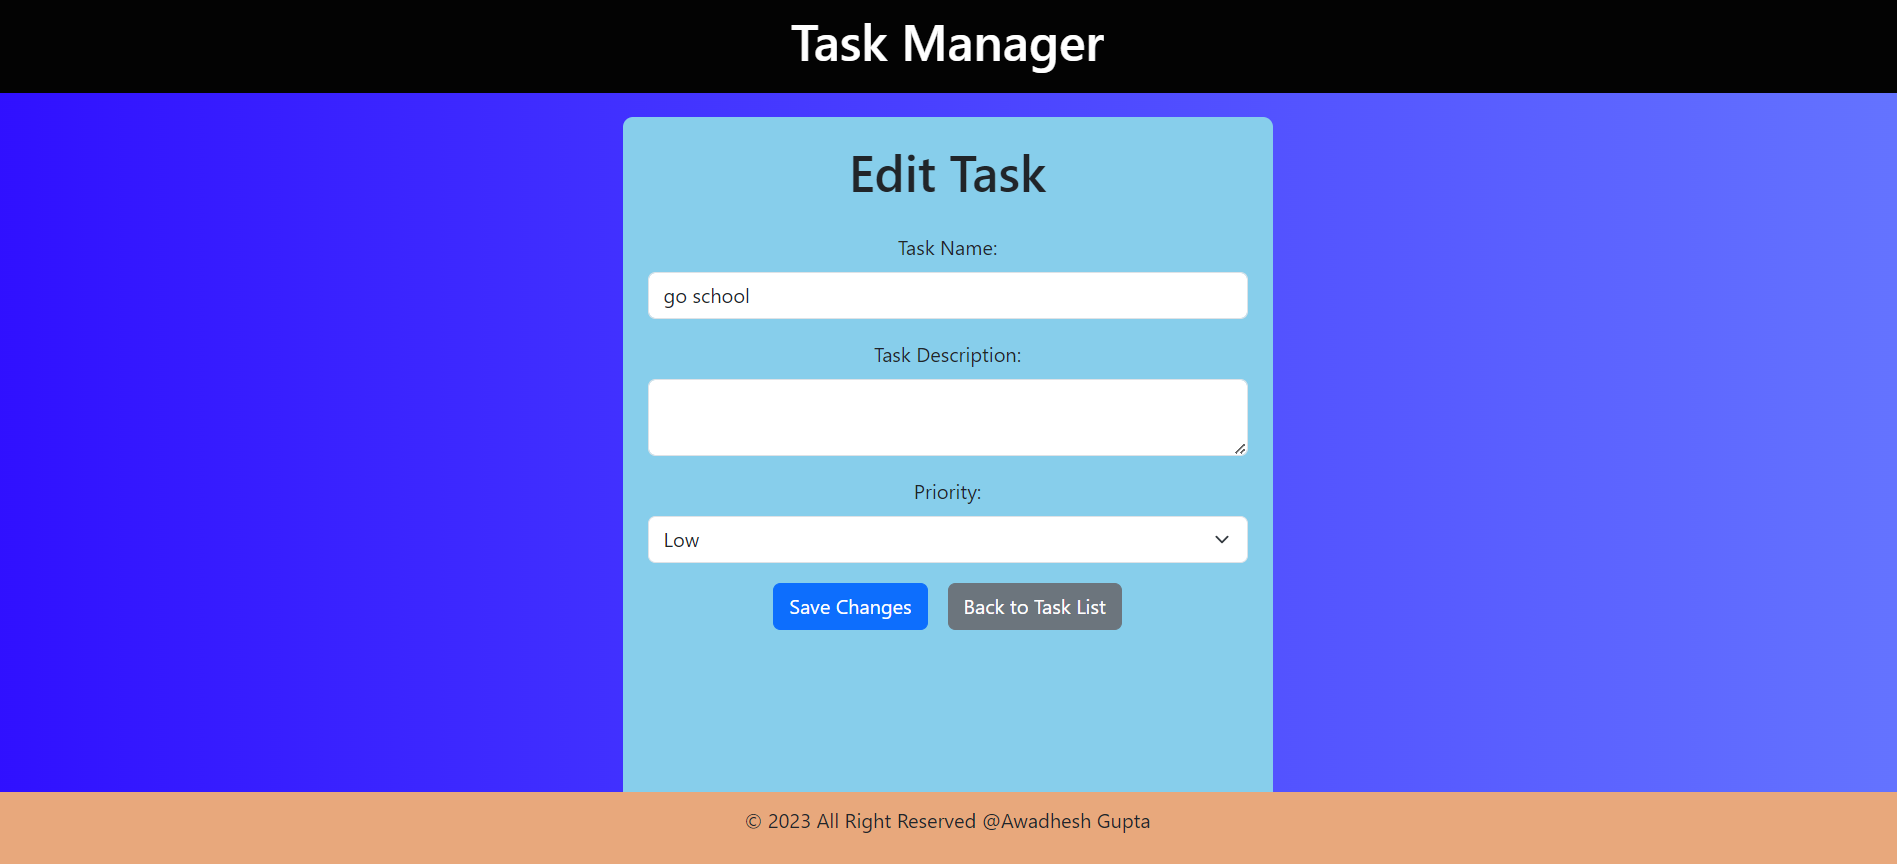 Task Manager
Edit Task
Task Name:
go school
Task Description:
Priority:
Low
Save Changes Back to Task List
© 2023 All Right Reserved @Awadhesh Gupta